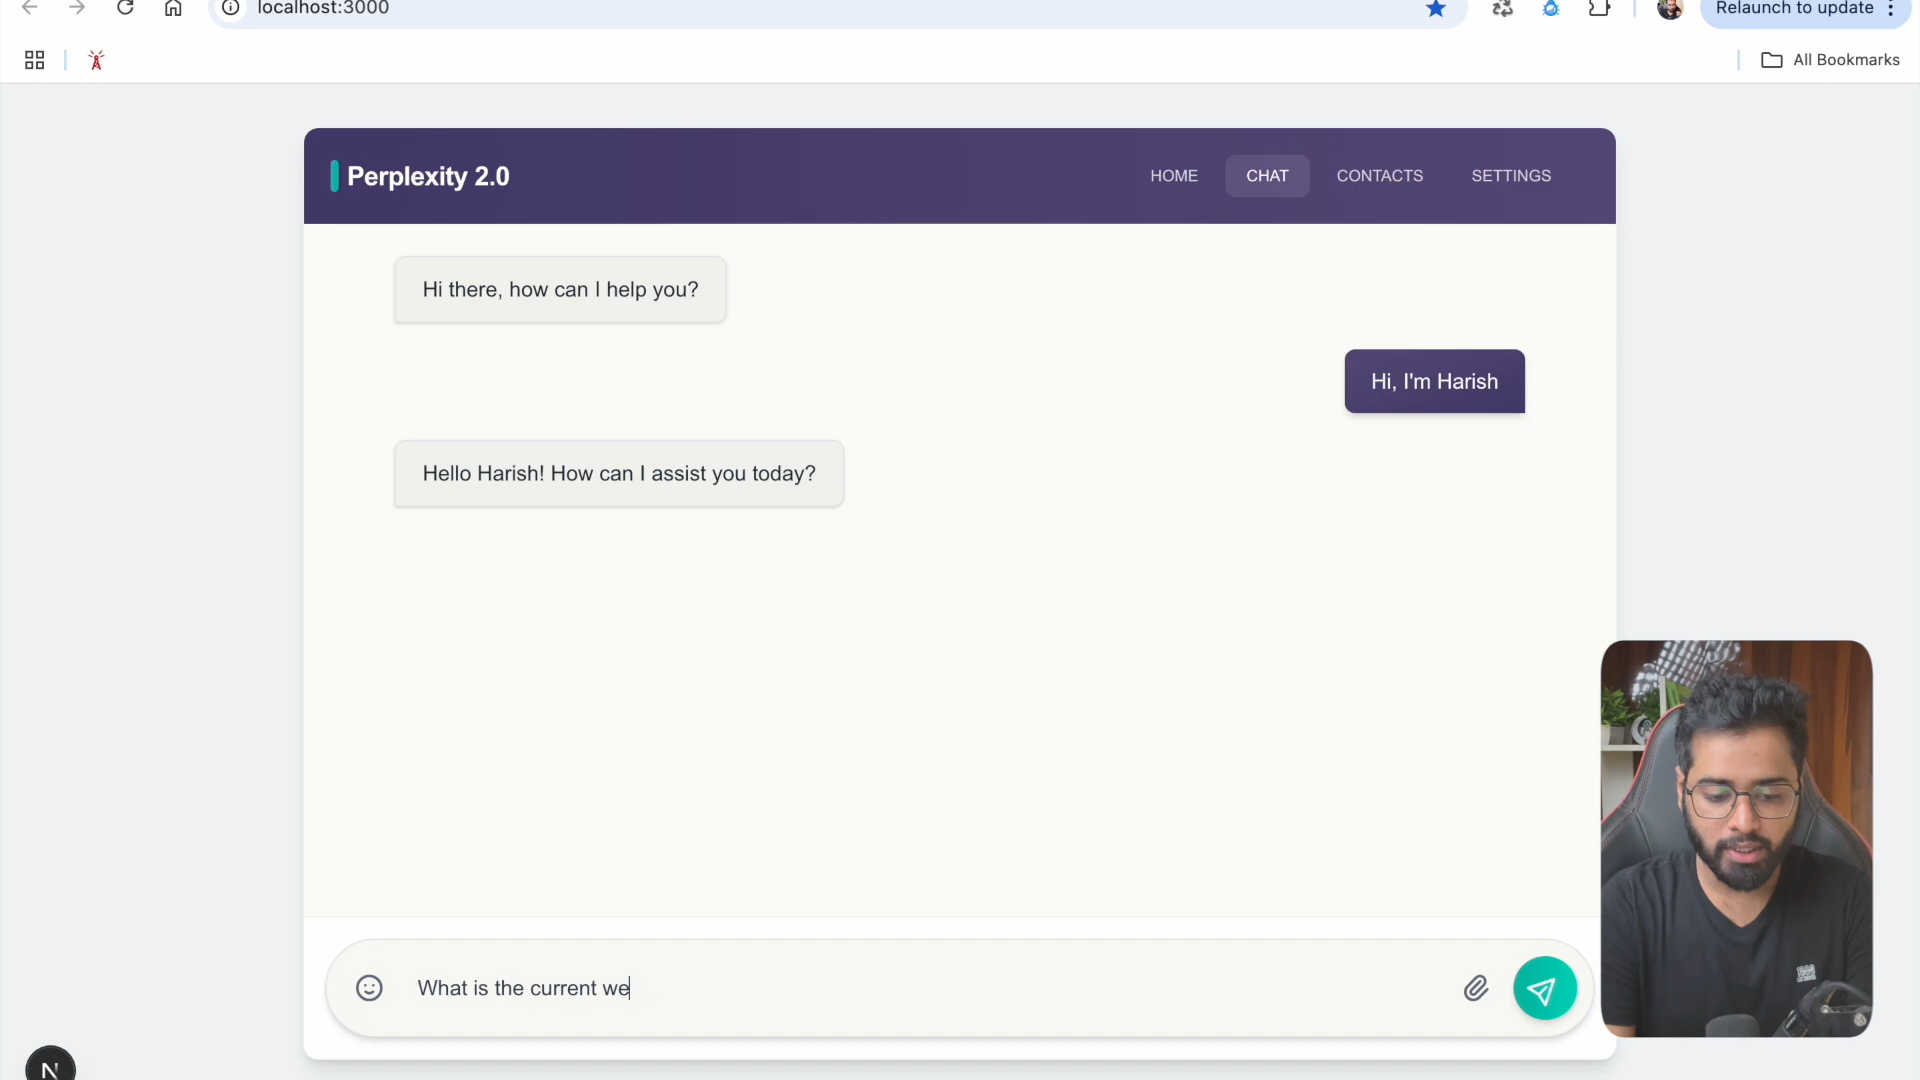 localhost:3000
Relaunch to update
All Bookmarks
Perplexity 2.0
HOME
CHAT
CONTACTS
SETTINGS
Hi there, how can I help you?
Hi, I'm Harish
Hello Harish! How can I assist you today?
What is the current we
N